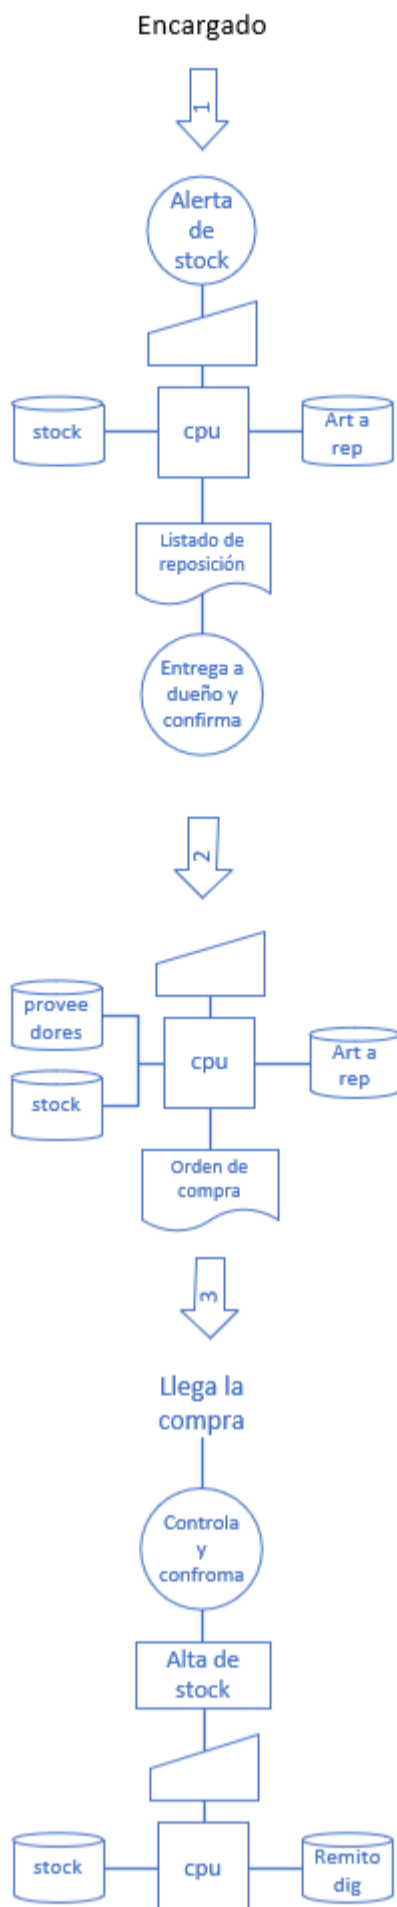 Encargado
1
Alerta
de
stock
stock
cpu
Art a
rep
Listado de
reposición
Entrega a
dueño y
confirma
2
provee
dores
stock
cpu
Art a
rep
Orden de
compra
3
Llega la
compra
Controla
y
confroma
Alta de
stock
stock
cpu
Remito
dig